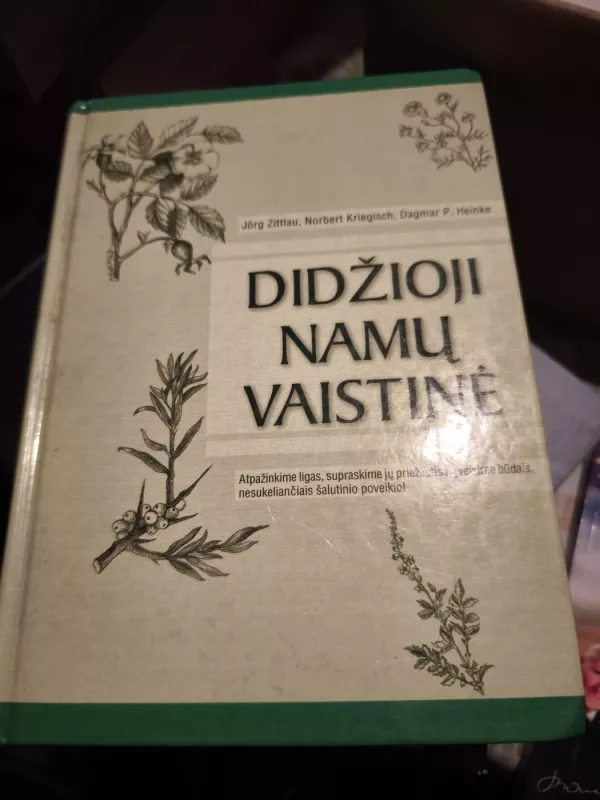 Jörg Zittlau, Norbert Kriegisch, Dagmar P. Heinke
DIDŽIOJI
NAMŲ
VAISTINĖ
Atpažinkime ligas, supraskime jų būdais,
nesukeliančiais šalutinio poveikio!